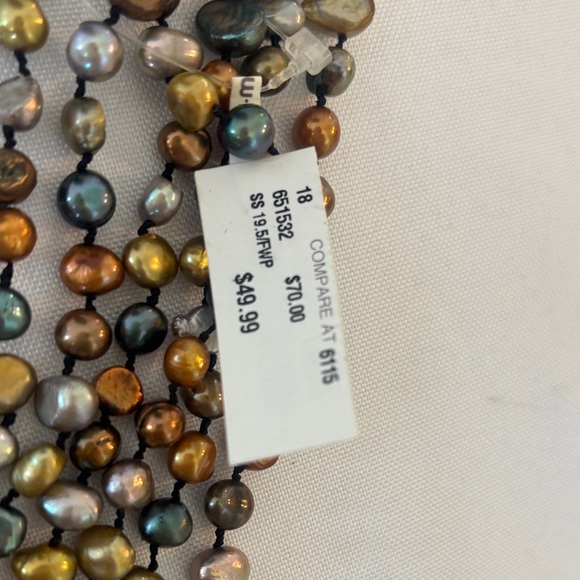 18
COMPARE AT 6115
651532
$70.00
SS 19.5/FWP
$49.99